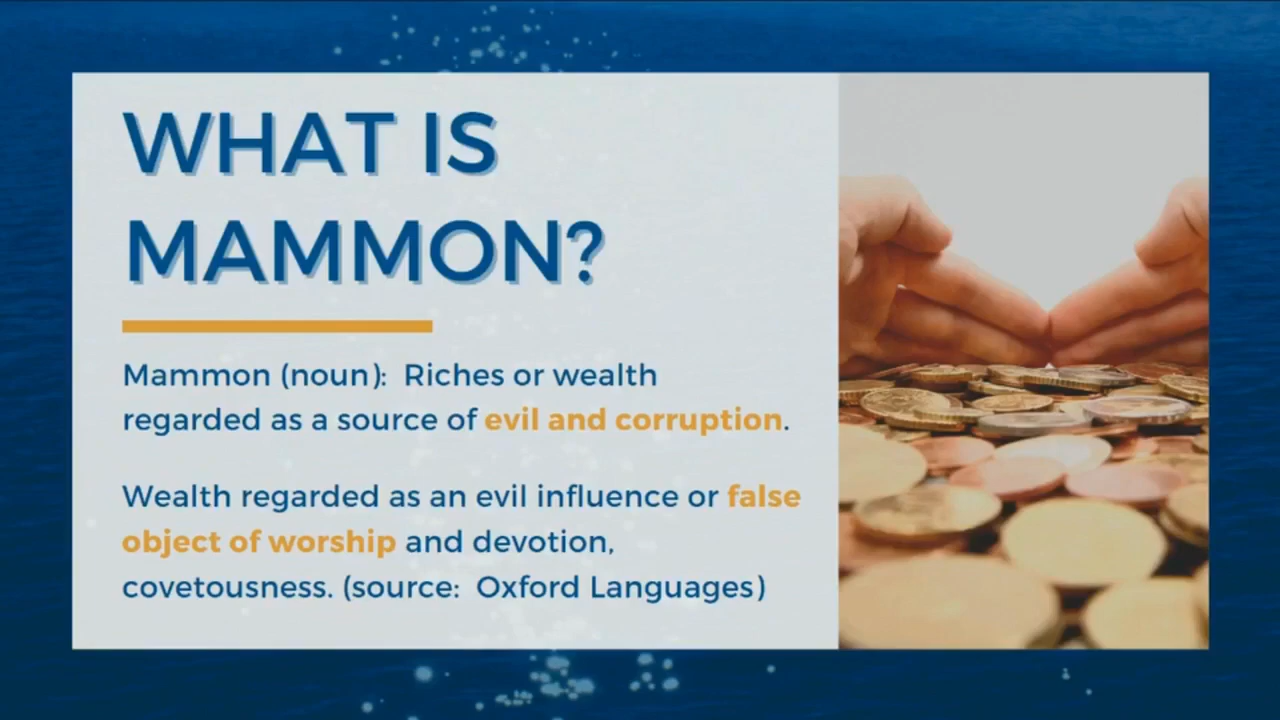 WHAT IS
MAMMON?
Mammon (noun):  Riches or wealth
regarded as a source of evil and corruption.
Wealth regarded as an evil influence or false
object of worship and devotion,
covetousness. (source:  Oxford Languages)